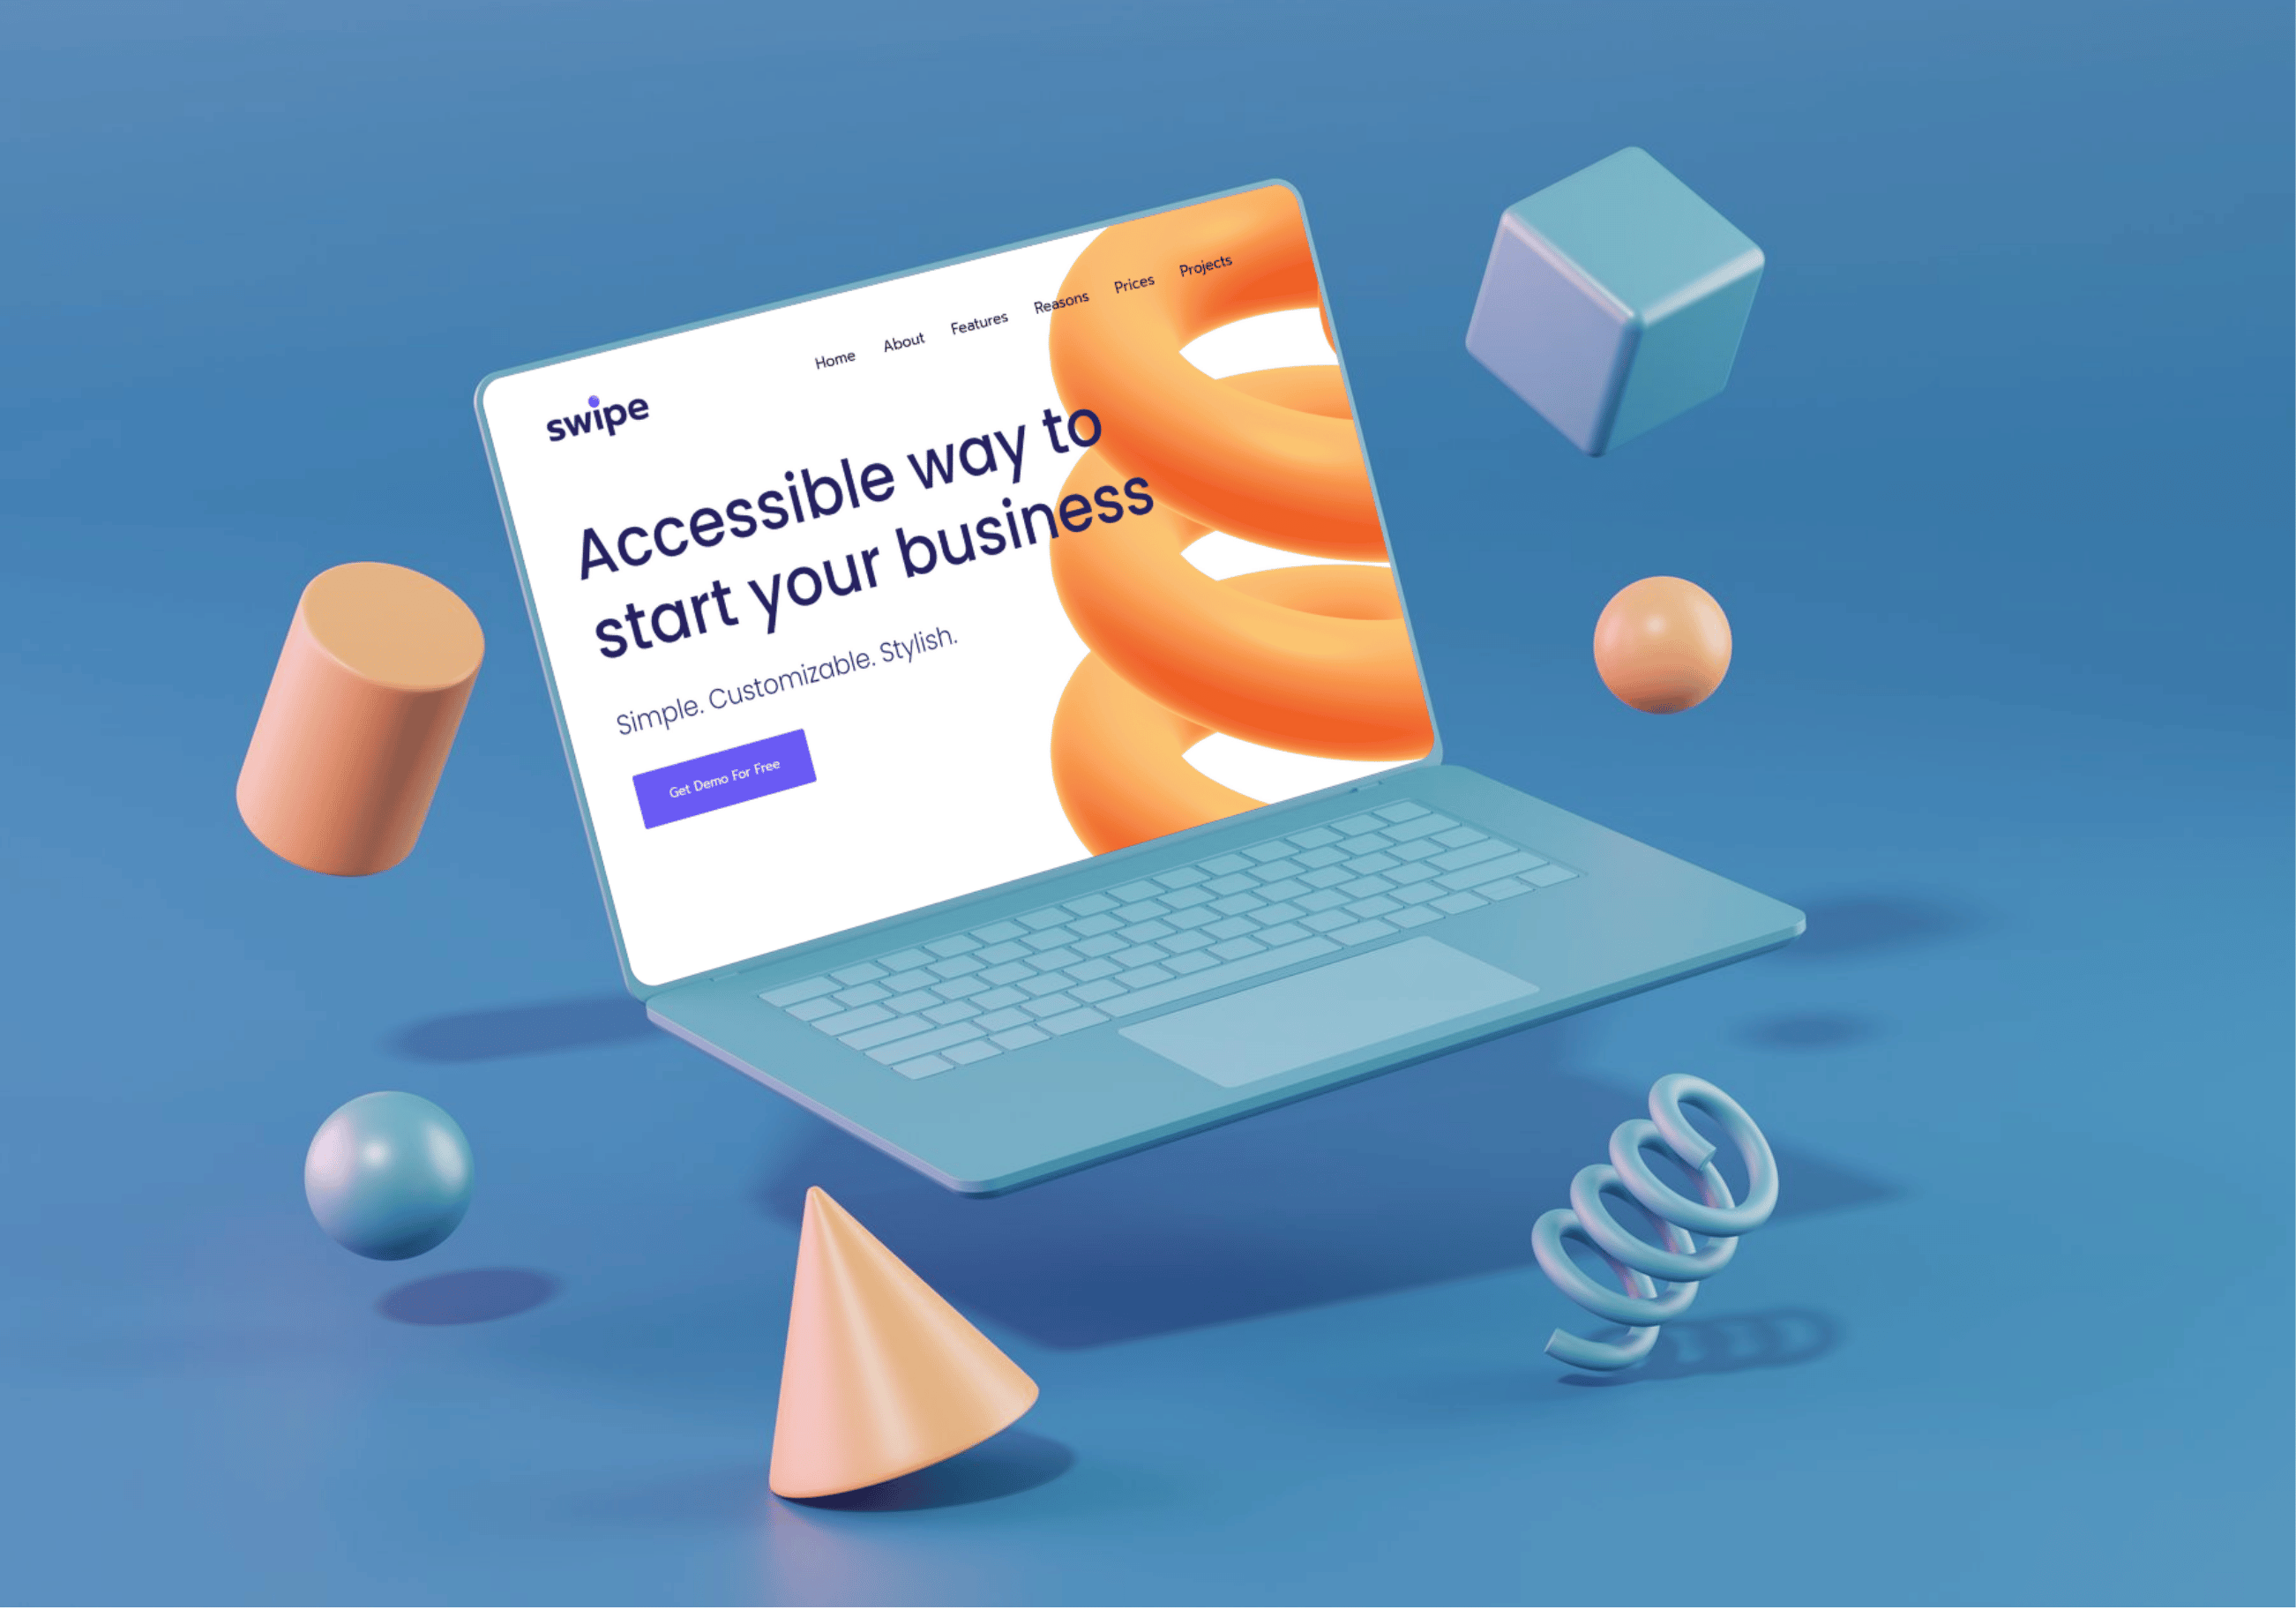 Home About Features Reasons Prices Projects
swipe
Accessible way to
start your business
Simple. Customizable. Stylish.
Get Demo For Free